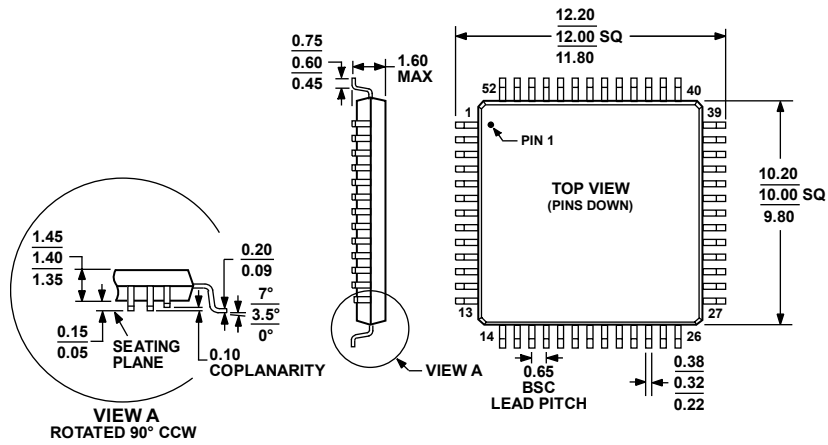 0.75
0.60
0.45
1.60
MAX
12.20
12.00 SQ
11.80
52
40
1
39
PIN 1
TOP VIEW
(PINS DOWN)
10.20
10.00 SQ
9.80
13
27
14
26
0.65
BSC
LEAD PITCH
0.38
0.32
0.22
VIEW A
1.45
1.40
1.35
0.20
0.09
7°
3.5°
0°
0.15
0.05
SEATING
PLANE
0.10
COPLANARITY
VIEW A
ROTATED 90° CCW